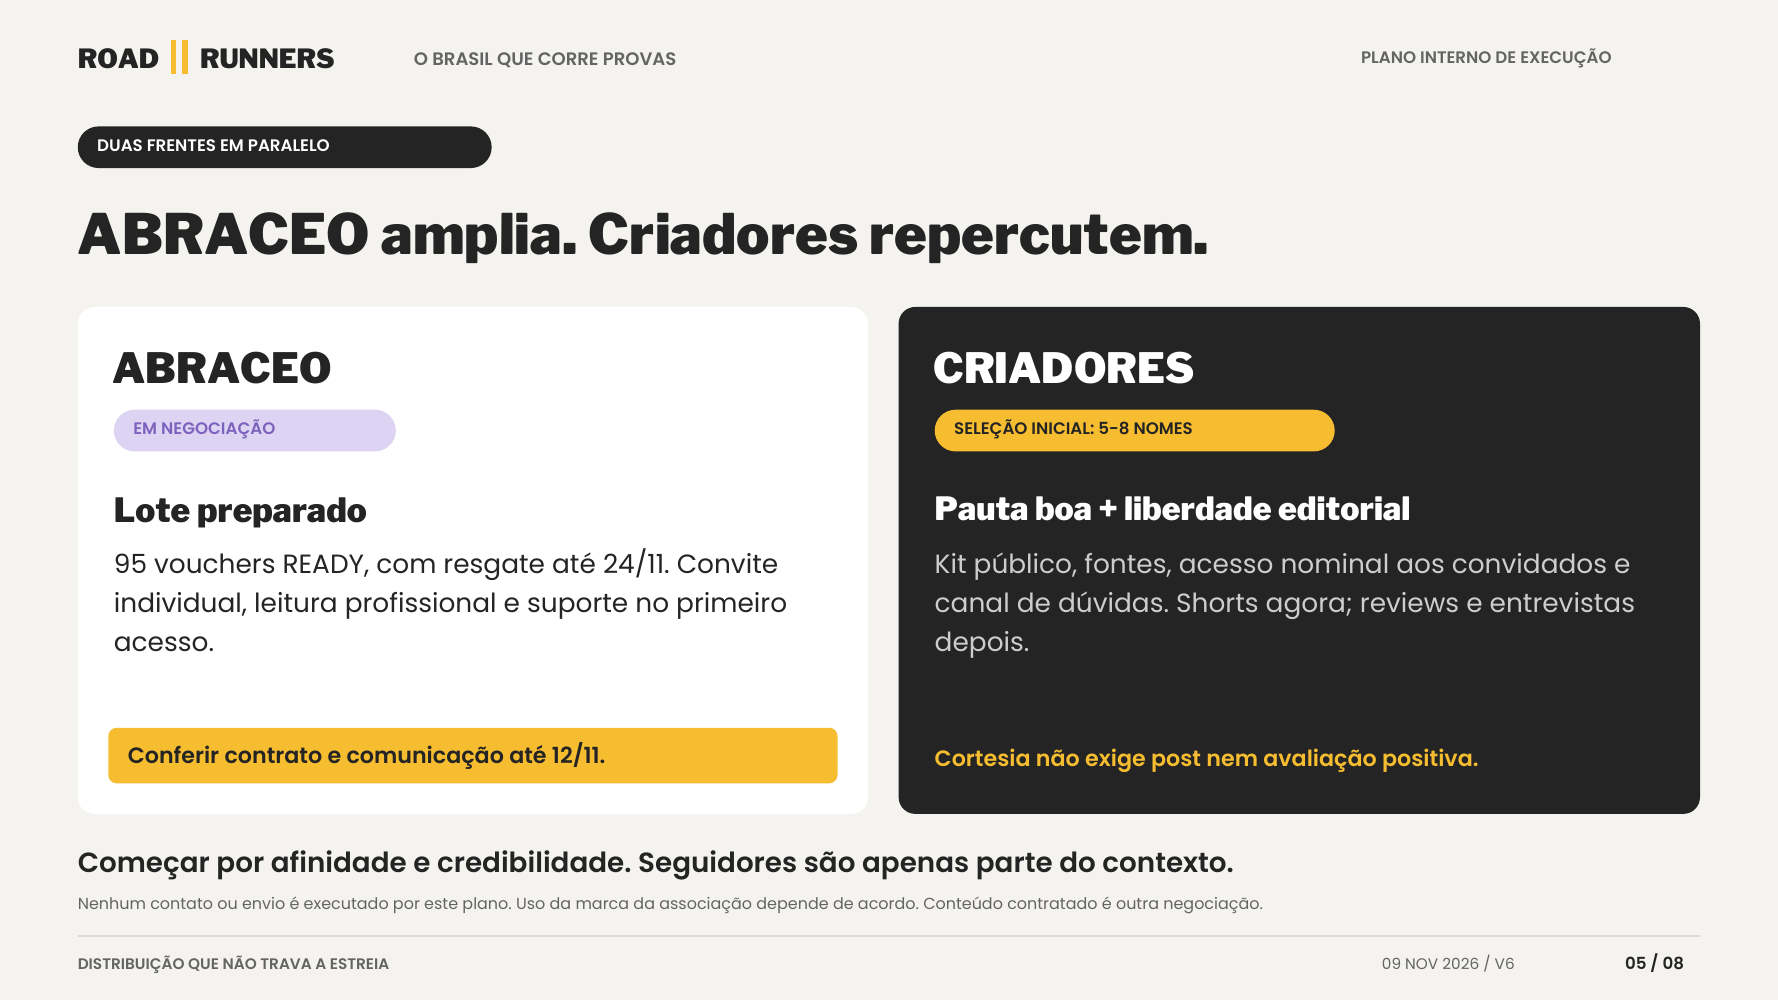 ROAD || RUNNERS
O BRASIL QUE CORRE PROVAS
PLANO INTERNO DE EXECUÇÃO
DUAS FRENTES EM PARALELO
ABRACEO amplia. Criadores repercutem.
ABRACEO
EM NEGOCIAÇÃO
Lote preparado
95 vouchers READY, com resgate até 24/11. Convite
individual, leitura profissional e suporte no primeiro
acesso.
Conferir contrato e comunicação até 12/11.
CRIADORES
SELEÇÃO INICIAL: 5-8 NOMES
Pauta boa + liberdade editorial
Kit público, fontes, acesso nominal aos convidados e
canal de dúvidas. Shorts agora; reviews e entrevistas
depois.
Cortesia não exige post nem avaliação positiva.
Começar por afinidade e credibilidade. Seguidores são apenas parte do contexto.
Nenhum contato ou envio é executado por este plano. Uso da marca da associação depende de acordo. Conteúdo contratado é outra negociação.
DISTRIBUIÇÃO QUE NÃO TRAVA A ESTREIA
09 NOV 2026 / V6
05 / 08